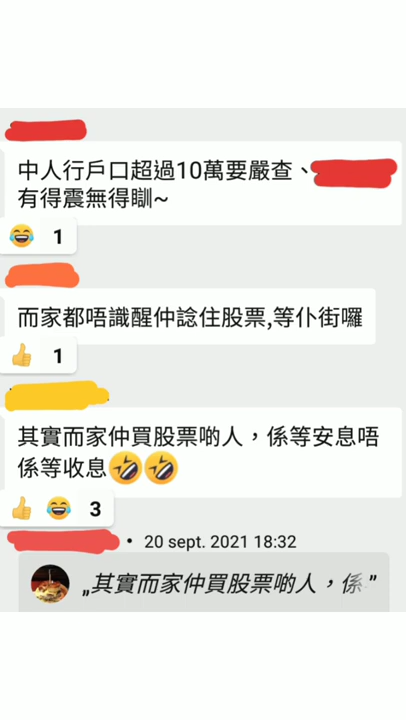 中人行戶口超過10萬要嚴查、
有得震無得瞓~
1
而家都唔識醒仲諗住股票,等仆街囉
1
其實而家仲買股票啲人，係等安息唔
係等收息🤣🤣
3
• 20 sept. 2021 18:32
„其實而家仲買股票啲人，係”